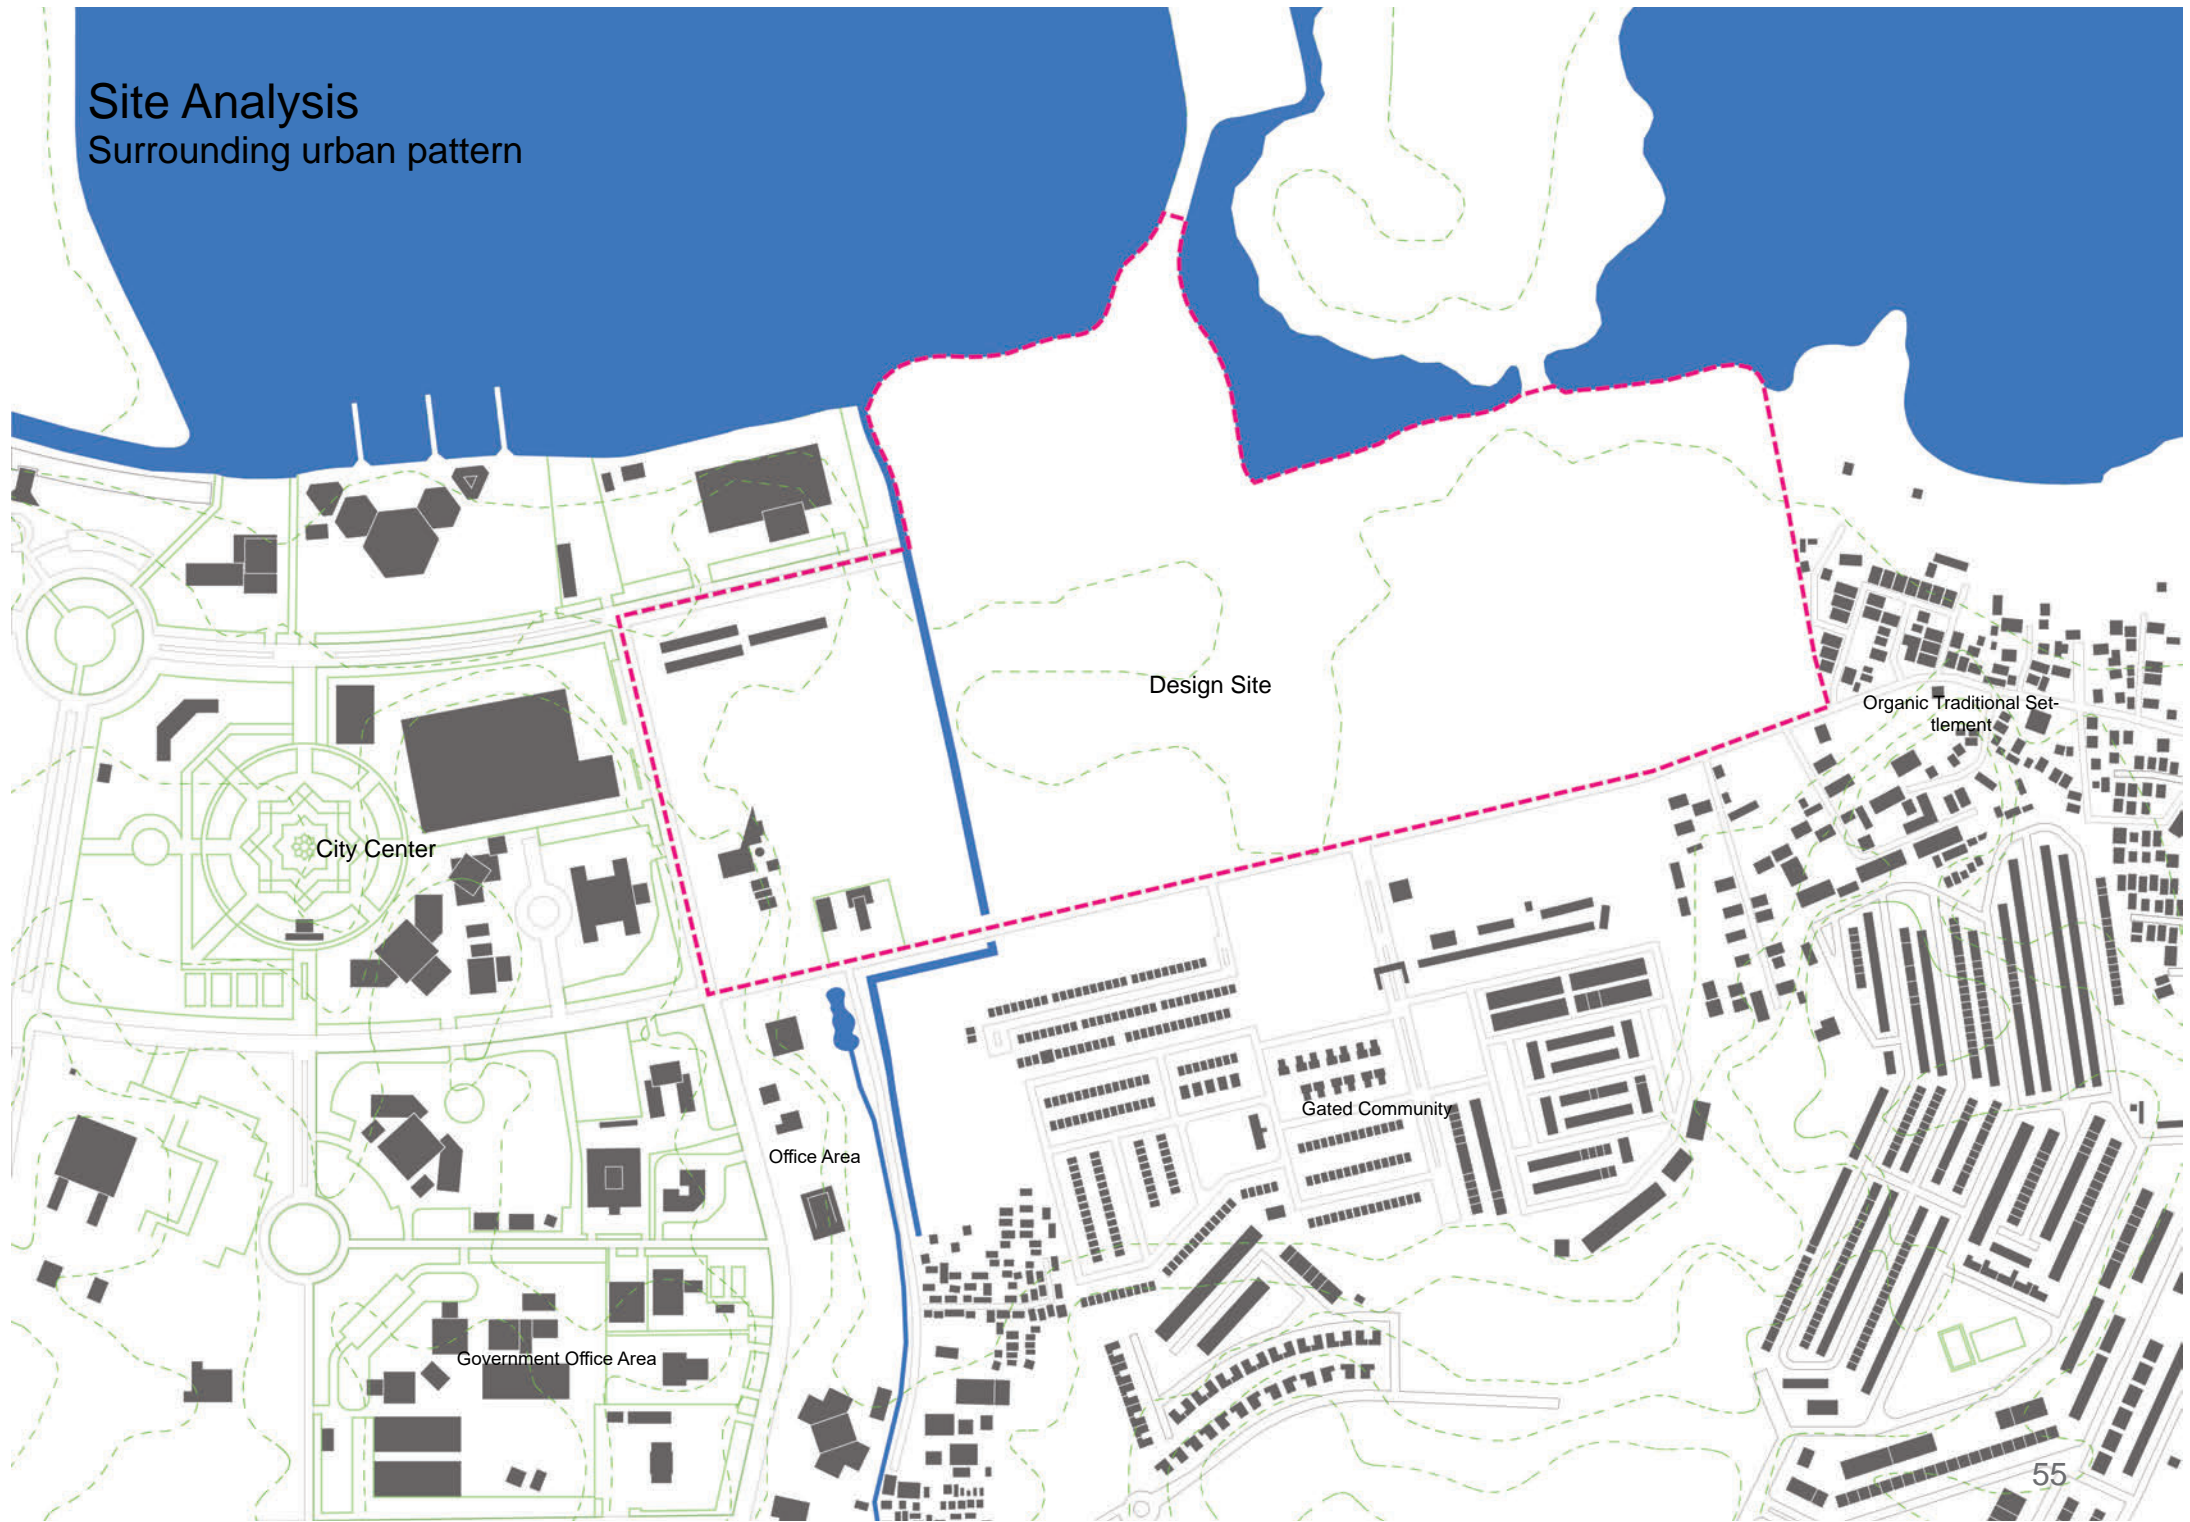 Site Analysis
Surrounding urban pattern
Design Site
Organic Traditional Set-
tlement
City Center
Gated Community
Office Area
Government Office Area
55